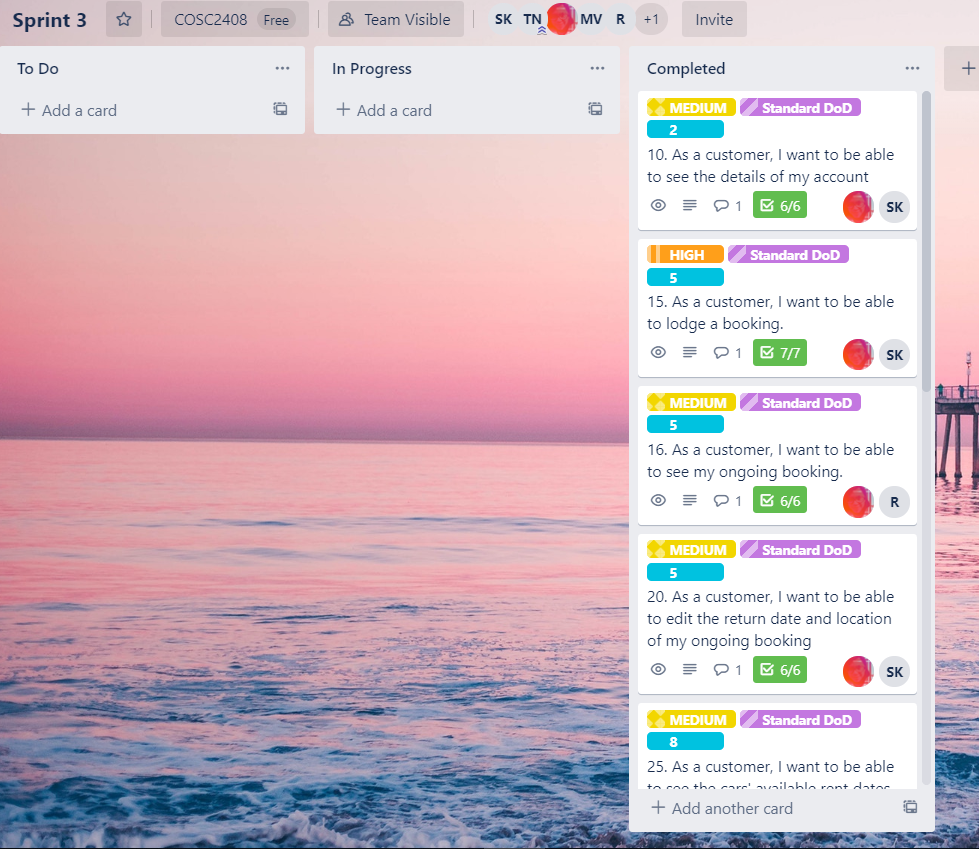 Sprint 3
COSC2408 Free
Team Visible
SK TN MV R +1
Invite
To Do
+ Add a card
In Progress
+ Add a card
Completed
MEDIUM Standard DoD
2
10. As a customer, I want to be able
to see the details of my account
1 6/6 SK
HIGH Standard DoD
5
15. As a customer, I want to be able
to lodge a booking.
1 7/7 SK
MEDIUM Standard DoD
5
16. As a customer, I want to be able
to see my ongoing booking.
1 6/6 R
MEDIUM Standard DoD
5
20. As a customer, I want to be able
to edit the return date and location
of my ongoing booking
1 6/6 SK
MEDIUM Standard DoD
8
25. As a customer, I want to be able
to see the cars' available rent dates
+ Add another card